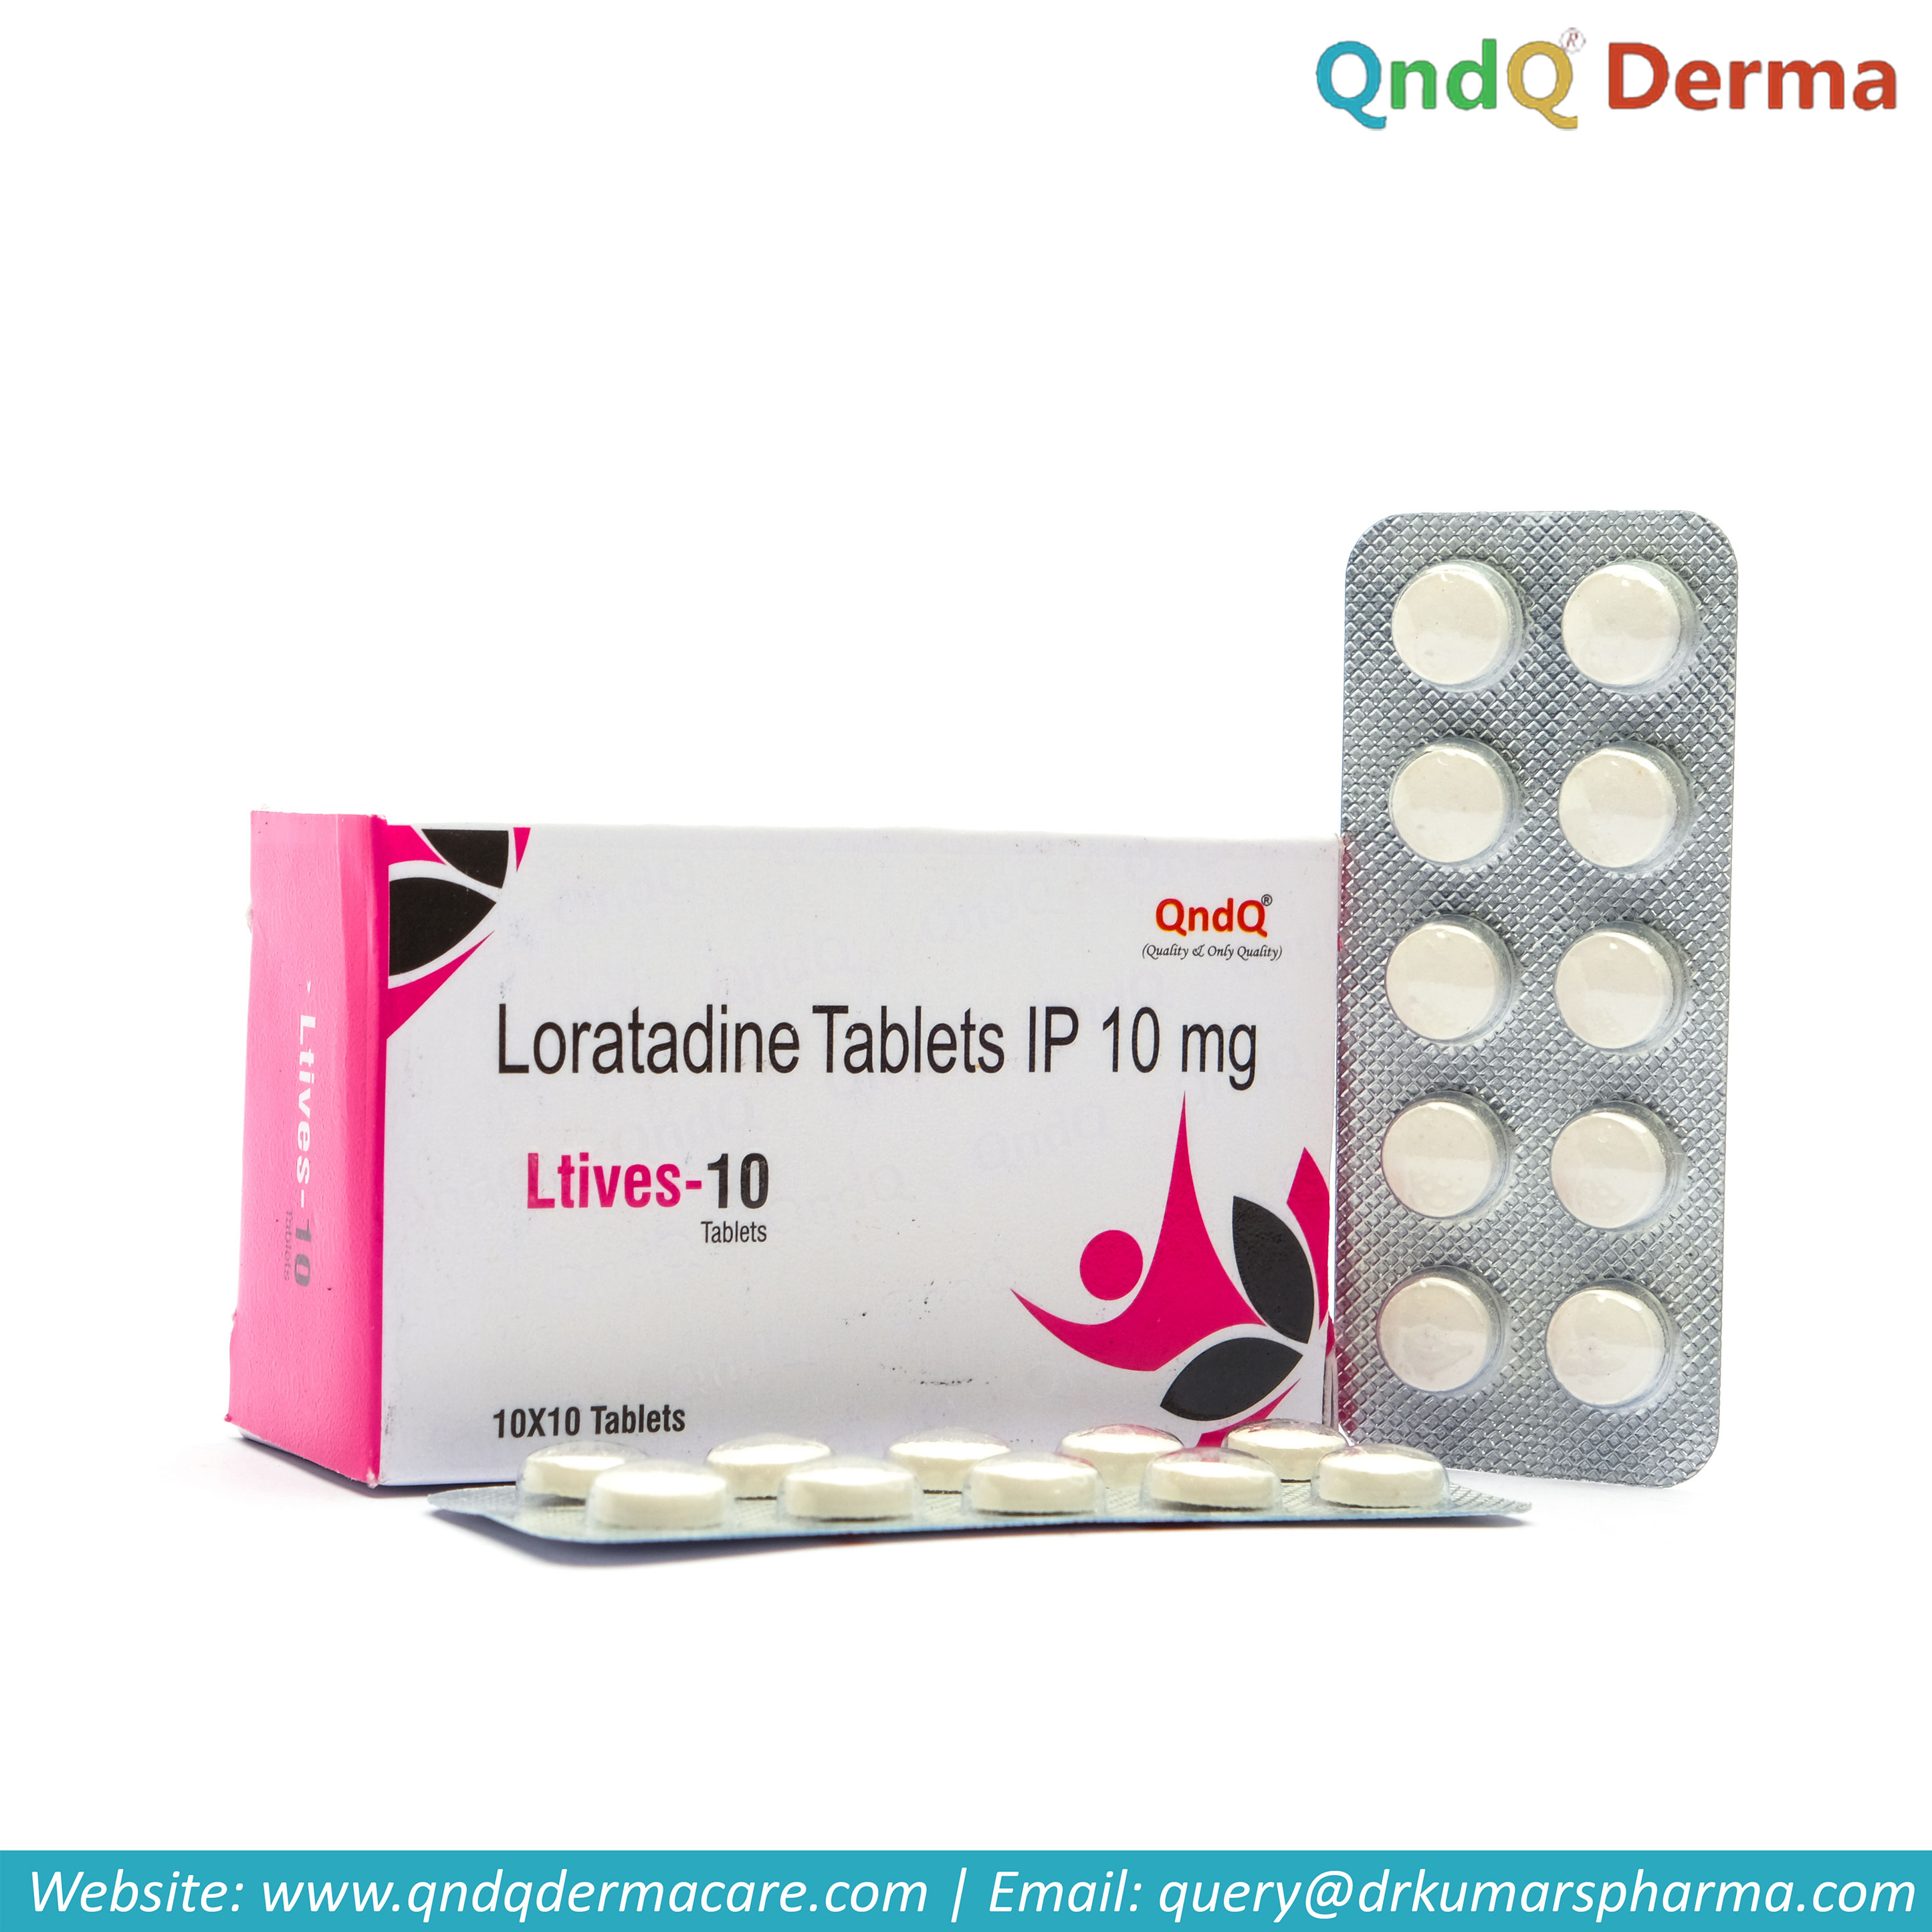 QndQ® Derma
QndQ®
(Quality & Only Quality)
Loratadine Tablets IP 10 mg
Ltives-10
Tablets
10X10 Tablets
Ltives-10
Tablets
Website: www.qndqdermacare.com | Email: query@drkumarspharma.com